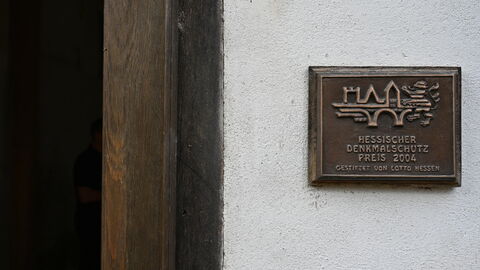 HESSISCHER
DENKMALSCHUTZ
PREIS 2004
GESTIFTET VON LOTTO HESSEN